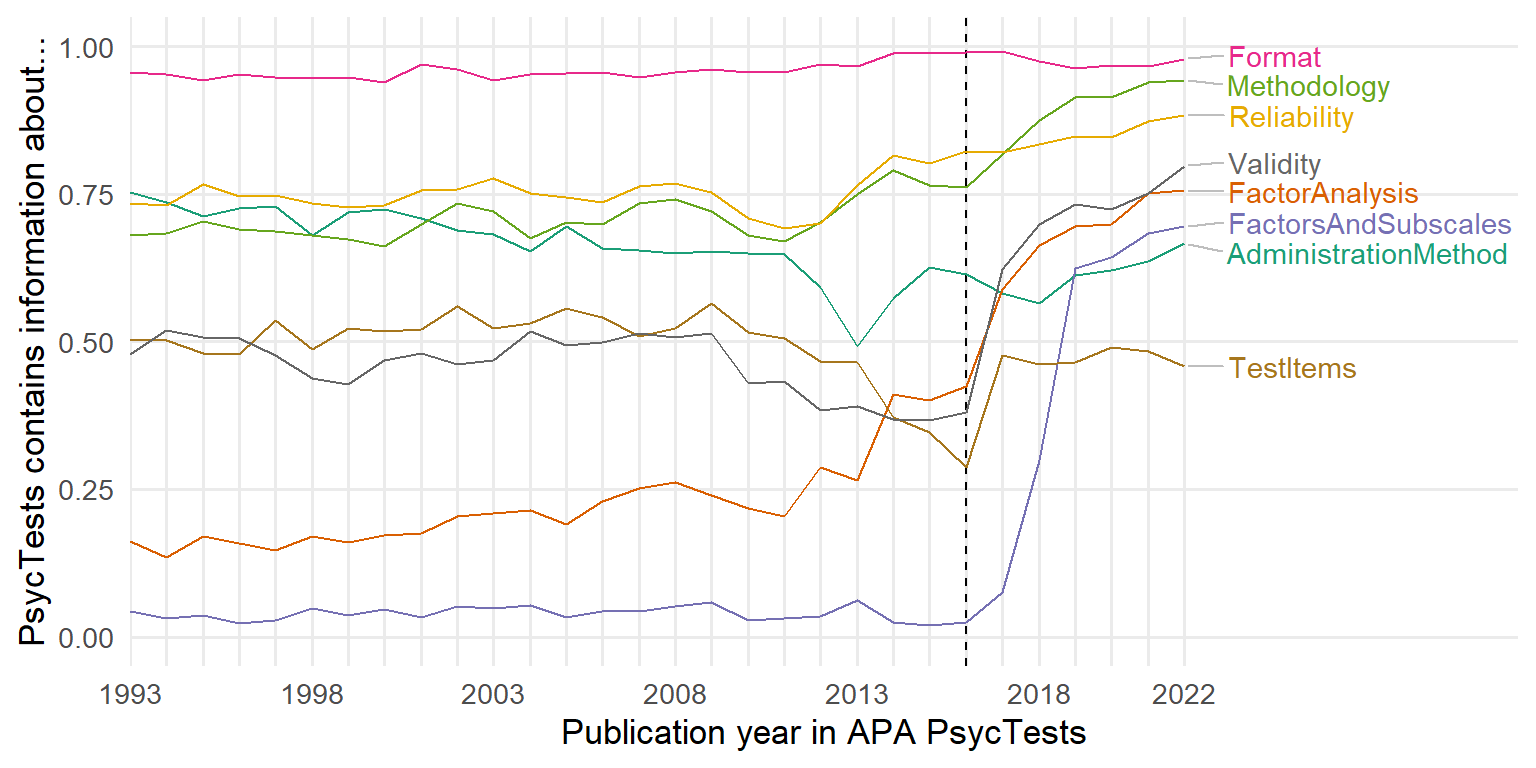 PsycTests contains information about...
1.00
0.75
0.50
0.25
0.00
Format
Methodology
Reliability
Validity
FactorAnalysis
FactorsAndSubscales
AdministrationMethod
TestItems
1993 1998 2003 2008 2013 2018 2022
Publication year in APA PsycTests